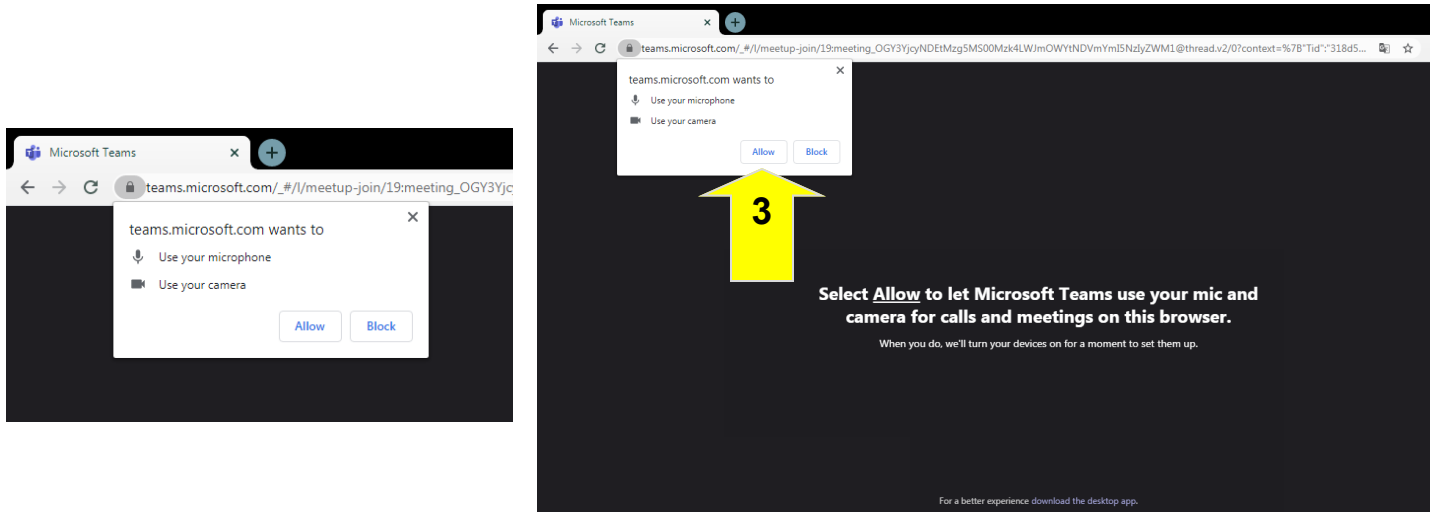 Microsoft Teams
teams.microsoft.com/_#/l/meetup-join/19:meeting_OGY3Yjcy
teams.microsoft.com wants to
Use your microphone
Use your camera
Allow Block
Microsoft Teams
teams.microsoft.com/_#/l/meetup-join/19:meeting_OGY3YjcyNDEtMzg5MS00Mzk4LWJmOWYtNDVmYmI5NzIyZWM1@thread.v2/0?context=%7B"Tid":"318d5...
teams.microsoft.com wants to
Use your microphone
Use your camera
Allow Block
3
Select Allow to let Microsoft Teams use your mic and
camera for calls and meetings on this browser.
When you do, we'll turn your devices on for a moment to set them up.
For a better experience download the desktop app.